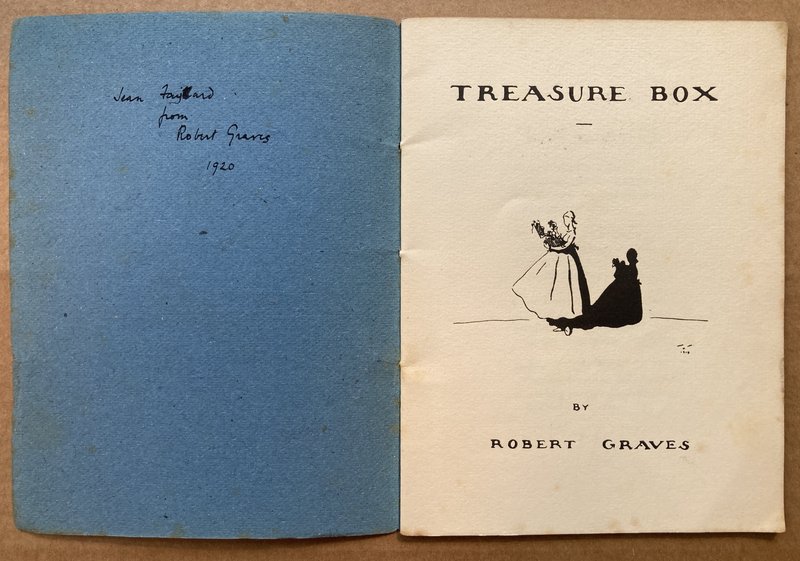 Jean
from
Robert Graves
1920
TREASURE BOX
BY
ROBERT GRAVES